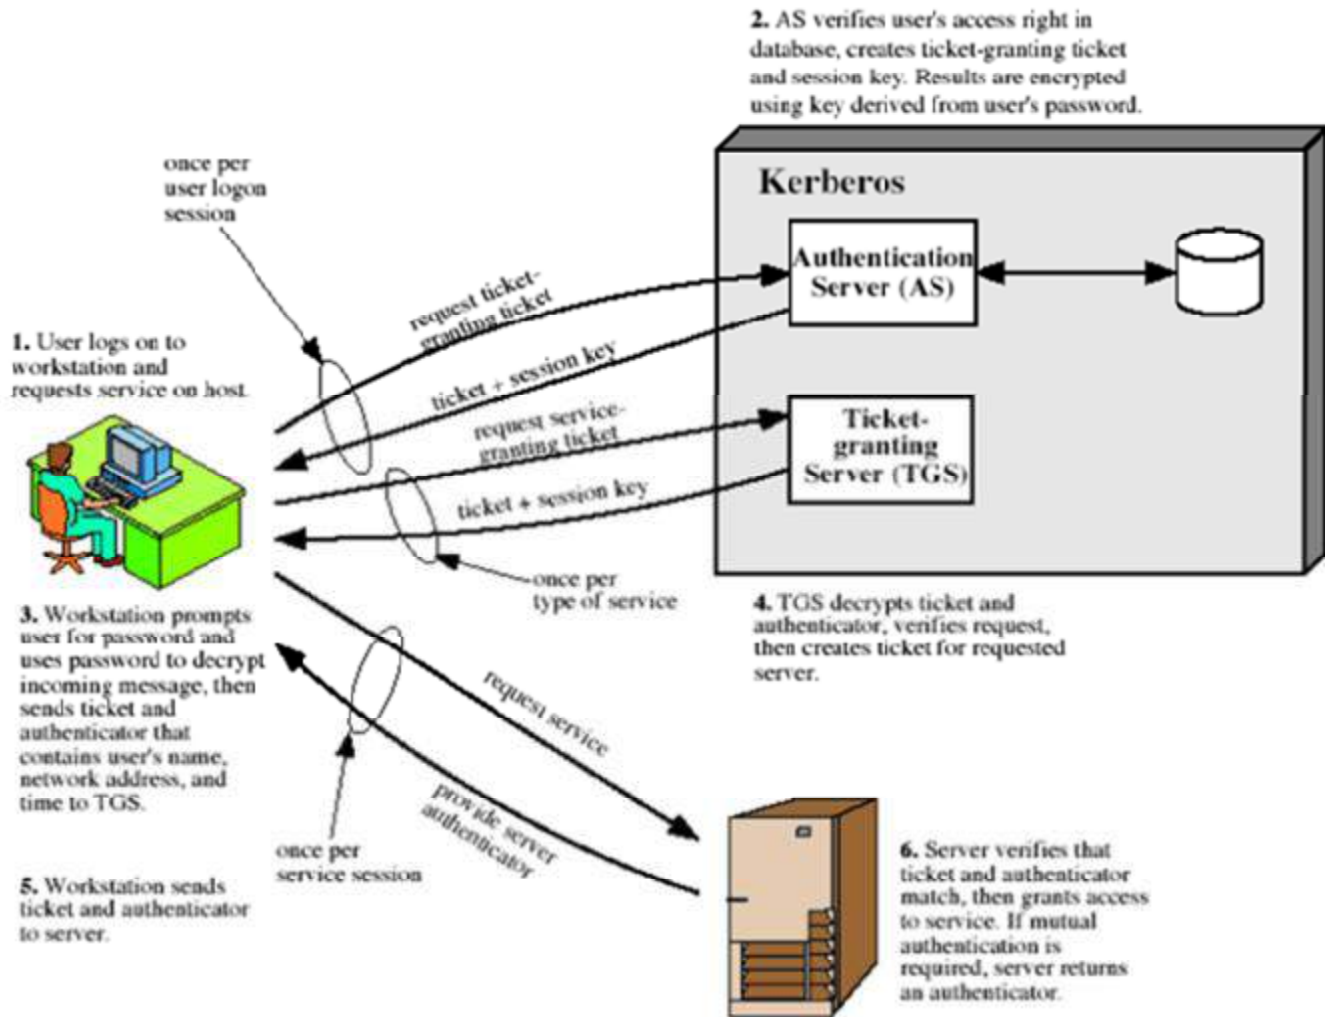 2. AS verifies user's access right in
database, creates ticket-granting ticket
and session key. Results are encrypted
using key derived from user's password.
once per
user logon
session
Kerberos
Authentication
Server (AS)
request ticket-
granting ticket
1. User logs on to
workstation and
requests service on host.
ticket + session key
request service-
granting ticket
Ticket-
granting
Server (TGS)
ticket + session key
once per
type of service
3. Workstation prompts
user for password and
uses password to decrypt
incoming message, then
sends ticket and
authenticator that
contains user's name,
network address, and
time to TGS.
4. TGS decrypts ticket and
authenticator, verifies request,
then creates ticket for requested
server.
request service
provide server
authenticator
once per
service session
5. Workstation sends
ticket and authenticator
to server.
6. Server verifies that
ticket and authenticator
match, then grants access
to service. If mutual
authentication is
required, server returns
an authenticator.